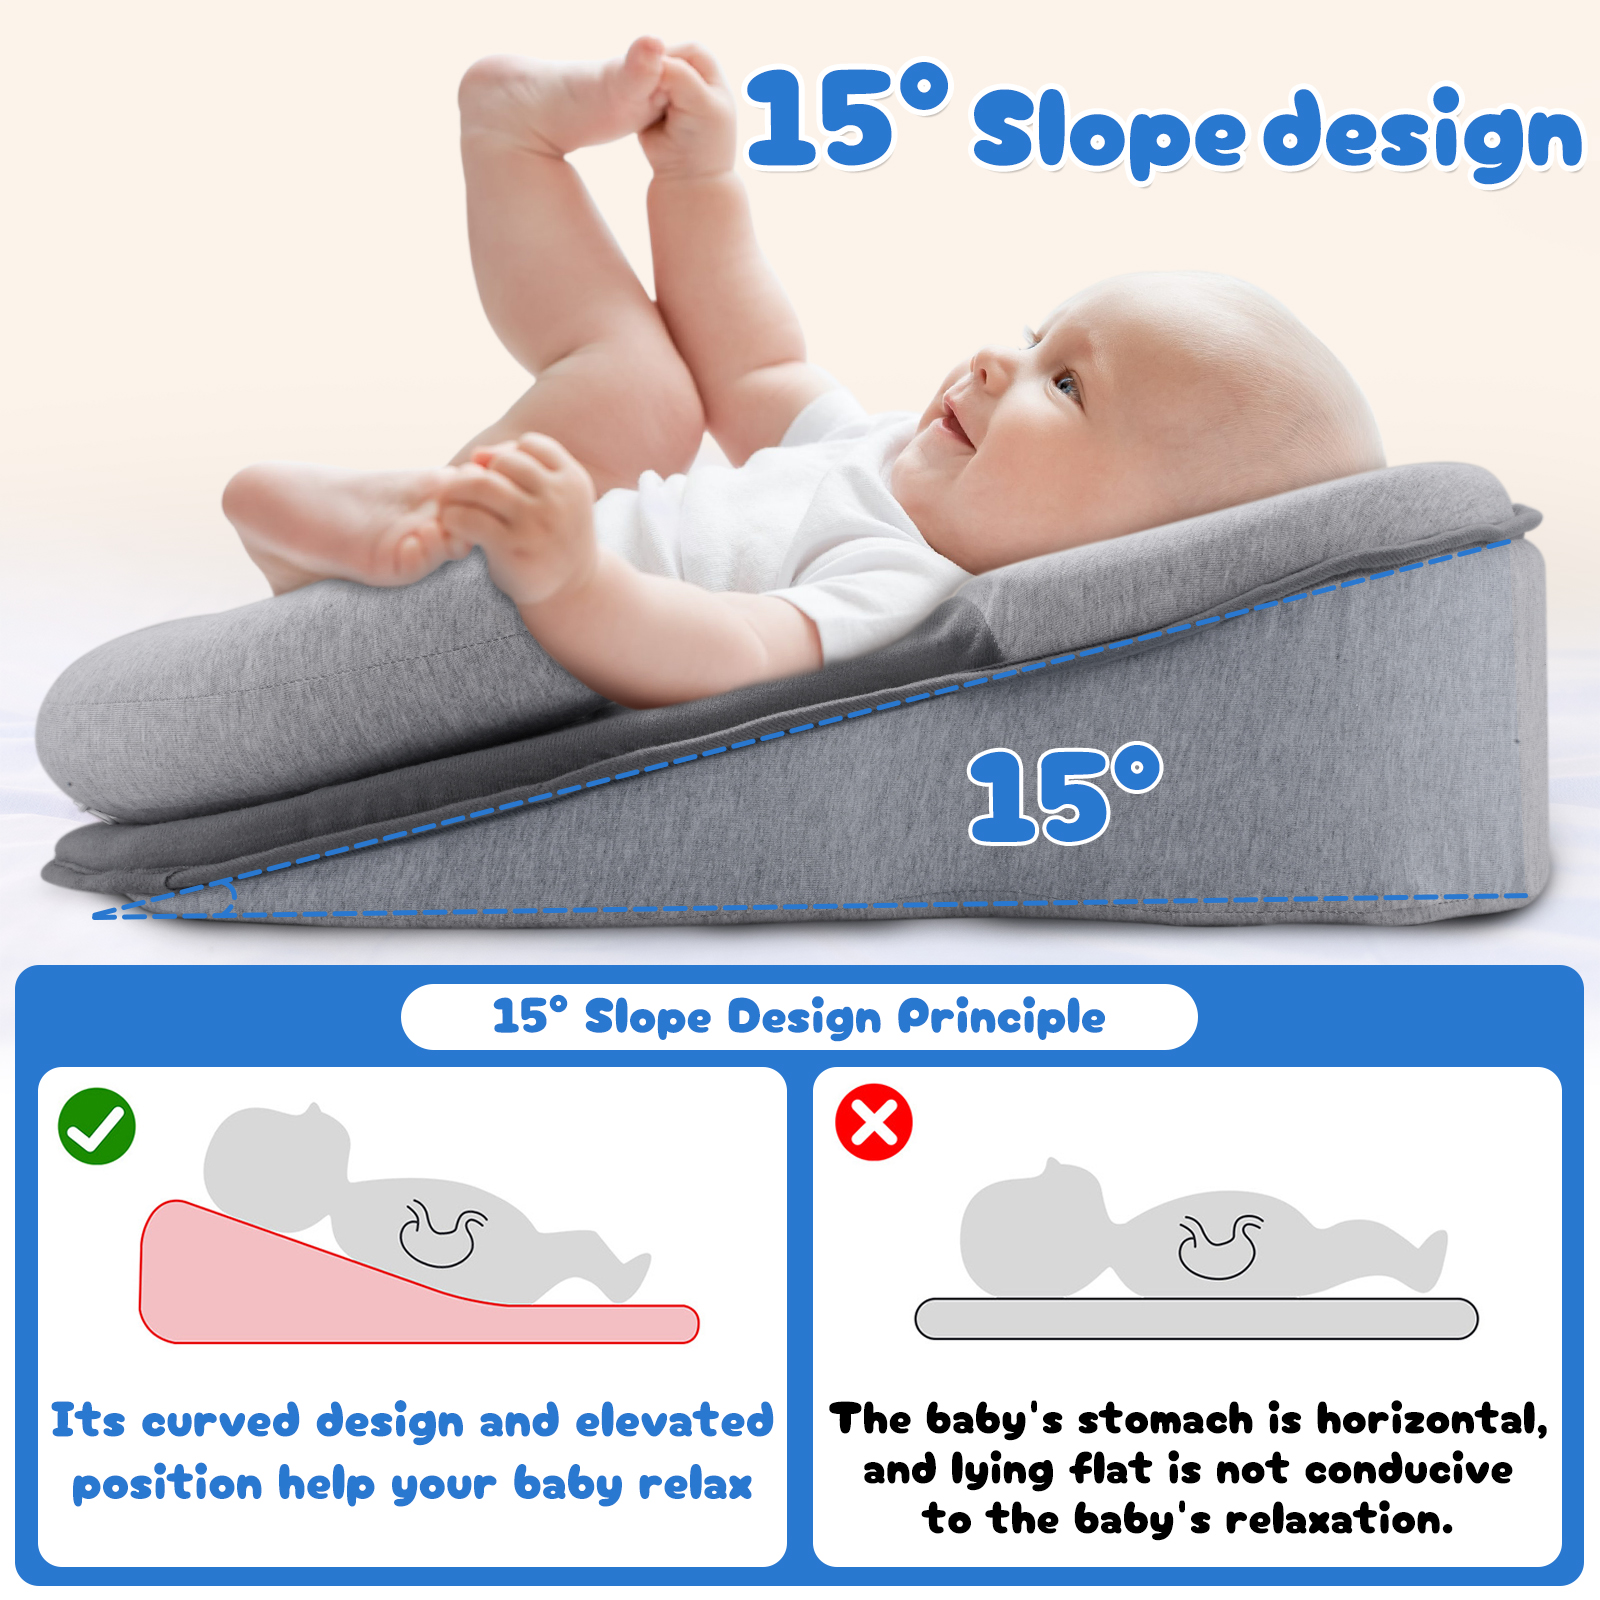 15° Slope design
15°
15° Slope Design Principle
Its curved design and elevated
position help your baby relax
The baby's stomach is horizontal,
and lying flat is not conducive
to the baby's relaxation.